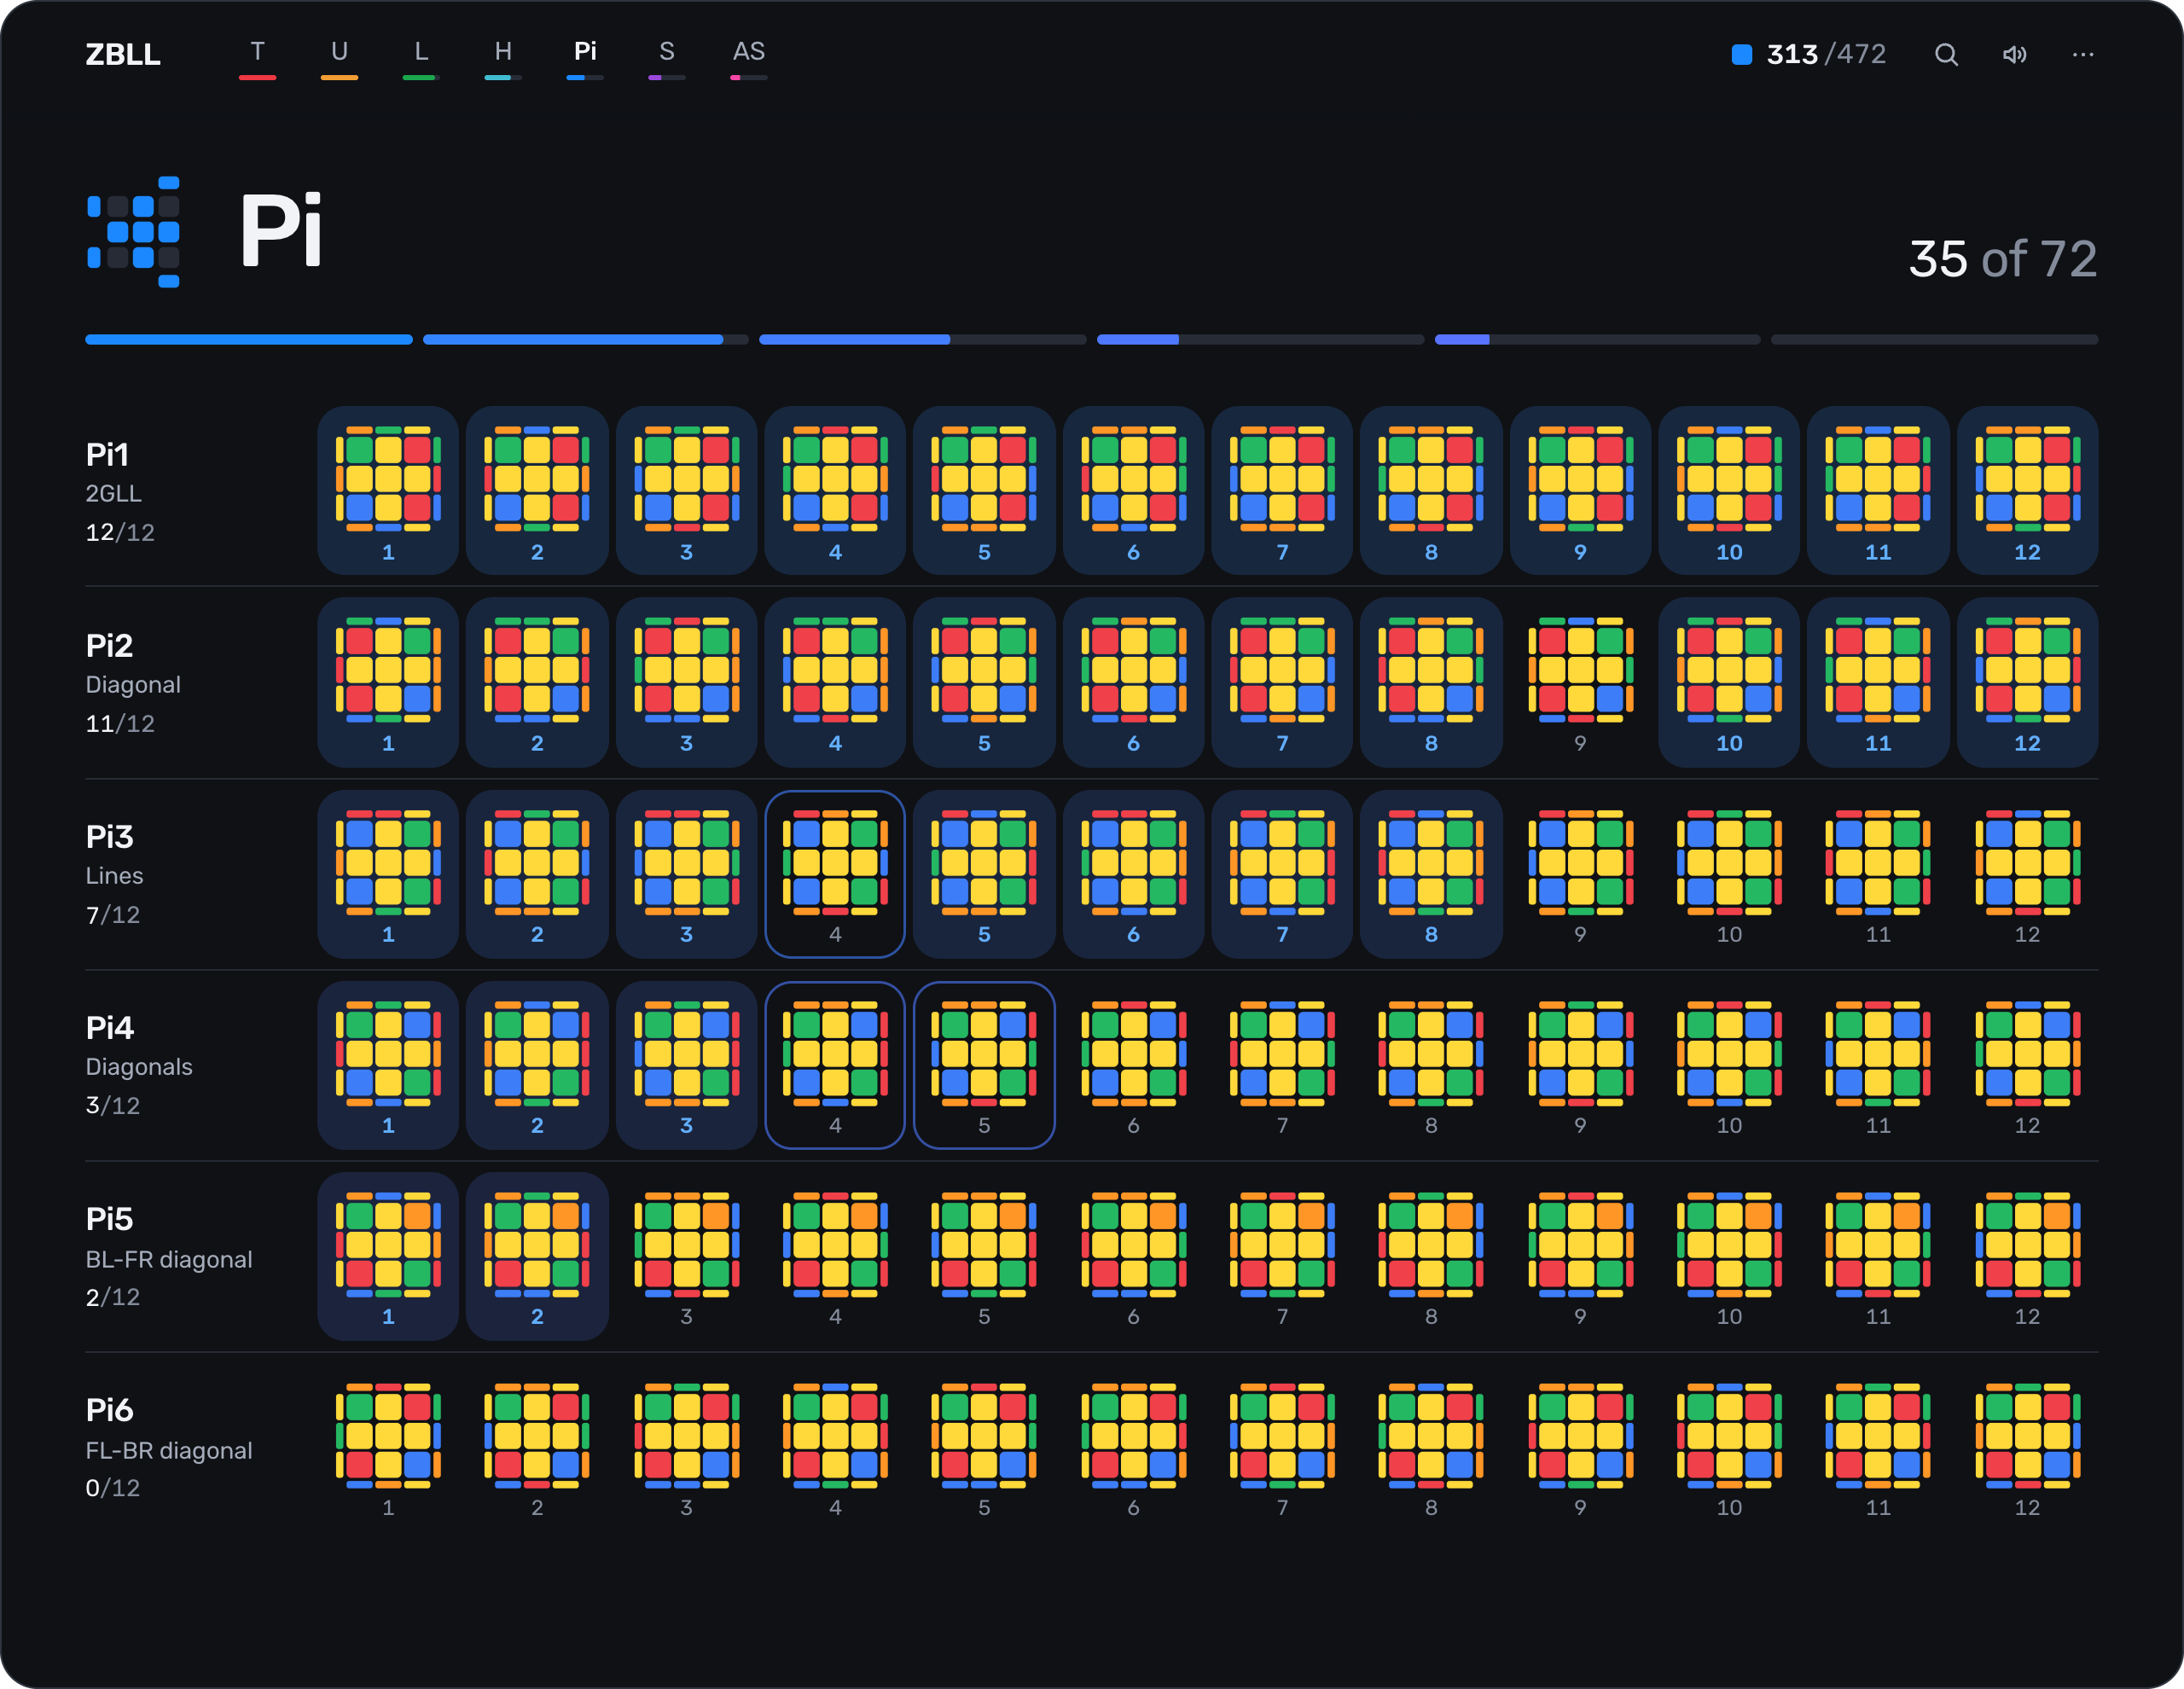 ZBLL T U L H Pi S AS 313/472
Pi
35 of 72
Pi1
2GLL
12/12
1 2 3 4 5 6 7 8 9 10 11 12
Pi2
Diagonal
11/12
1 2 3 4 5 6 7 8 9 10 11 12
Pi3
Lines
7/12
1 2 3 4 5 6 7 8 9 10 11 12
Pi4
Diagonals
3/12
1 2 3 4 5 6 7 8 9 10 11 12
Pi5
BL-FR diagonal
2/12
1 2 3 4 5 6 7 8 9 10 11 12
Pi6
FL-BR diagonal
0/12
1 2 3 4 5 6 7 8 9 10 11 12